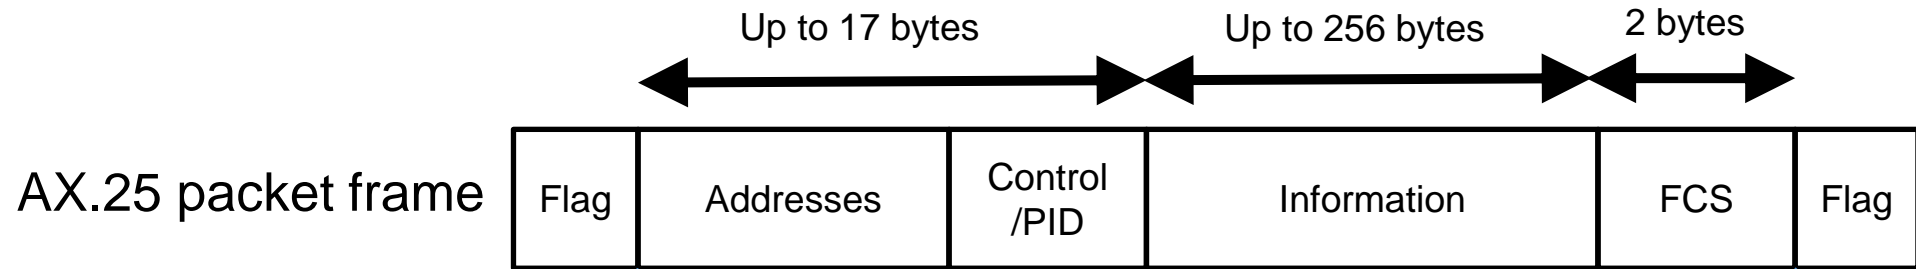 Up to 17 bytes
Up to 256 bytes
2 bytes
AX.25 packet frame
Flag
Addresses
Control
/PID
Information
FCS
Flag